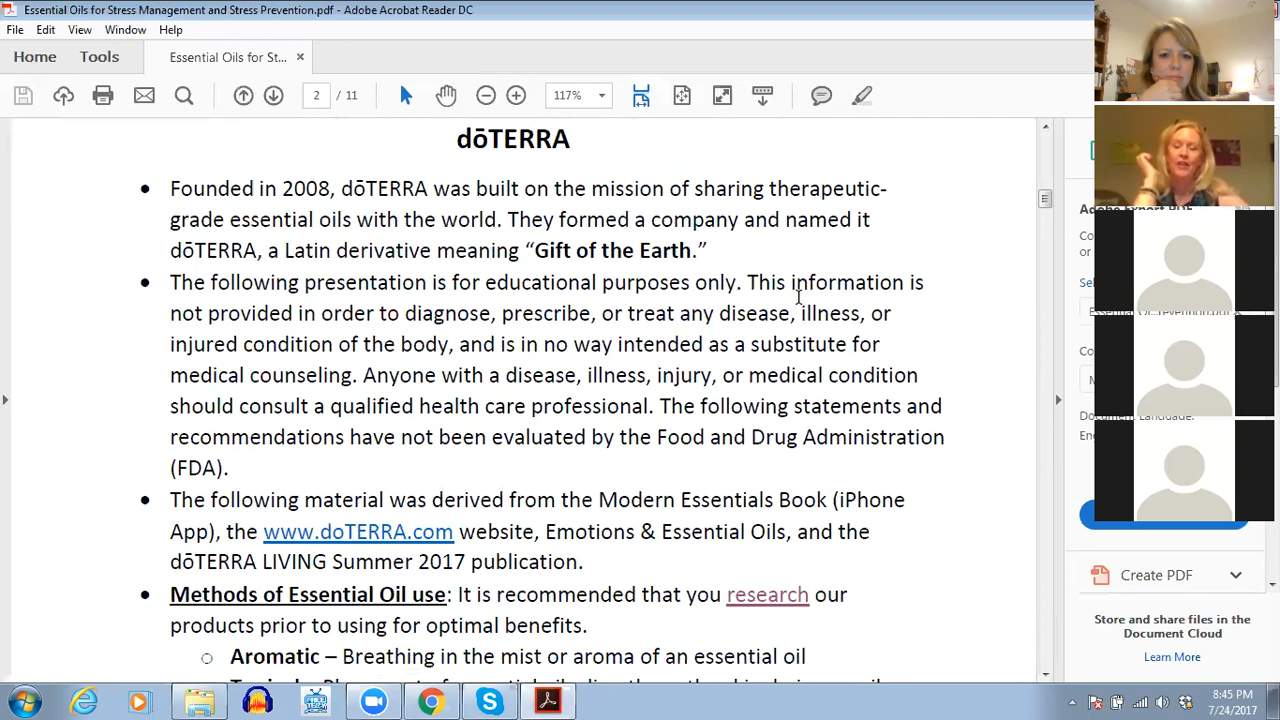 Essential Oils for Stress Management and Stress Prevention.pdf - Adobe Acrobat Reader DC
File Edit View Window Help
Home Tools Essential Oils for St... ×
2 / 11 117%
dōTERRA
• Founded in 2008, dōTERRA was built on the mission of sharing therapeutic-
grade essential oils with the world. They formed a company and named it
dōTERRA, a Latin derivative meaning “Gift of the Earth.”
• The following presentation is for educational purposes only. This information is
not provided in order to diagnose, prescribe, or treat any disease, illness, or
injured condition of the body, and is in no way intended as a substitute for
medical counseling. Anyone with a disease, illness, injury, or medical condition
should consult a qualified health care professional. The following statements and
recommendations have not been evaluated by the Food and Drug Administration
(FDA).
• The following material was derived from the Modern Essentials Book (iPhone
App), the www.doTERRA.com website, Emotions & Essential Oils, and the
dōTERRA LIVING Summer 2017 publication.
• Methods of Essential Oil use: It is recommended that you research our
products prior to using for optimal benefits.
○ Aromatic – Breathing in the mist or aroma of an essential oil
Create PDF
Store and share files in the
Document Cloud
Learn More
8:45 PM
7/24/2017